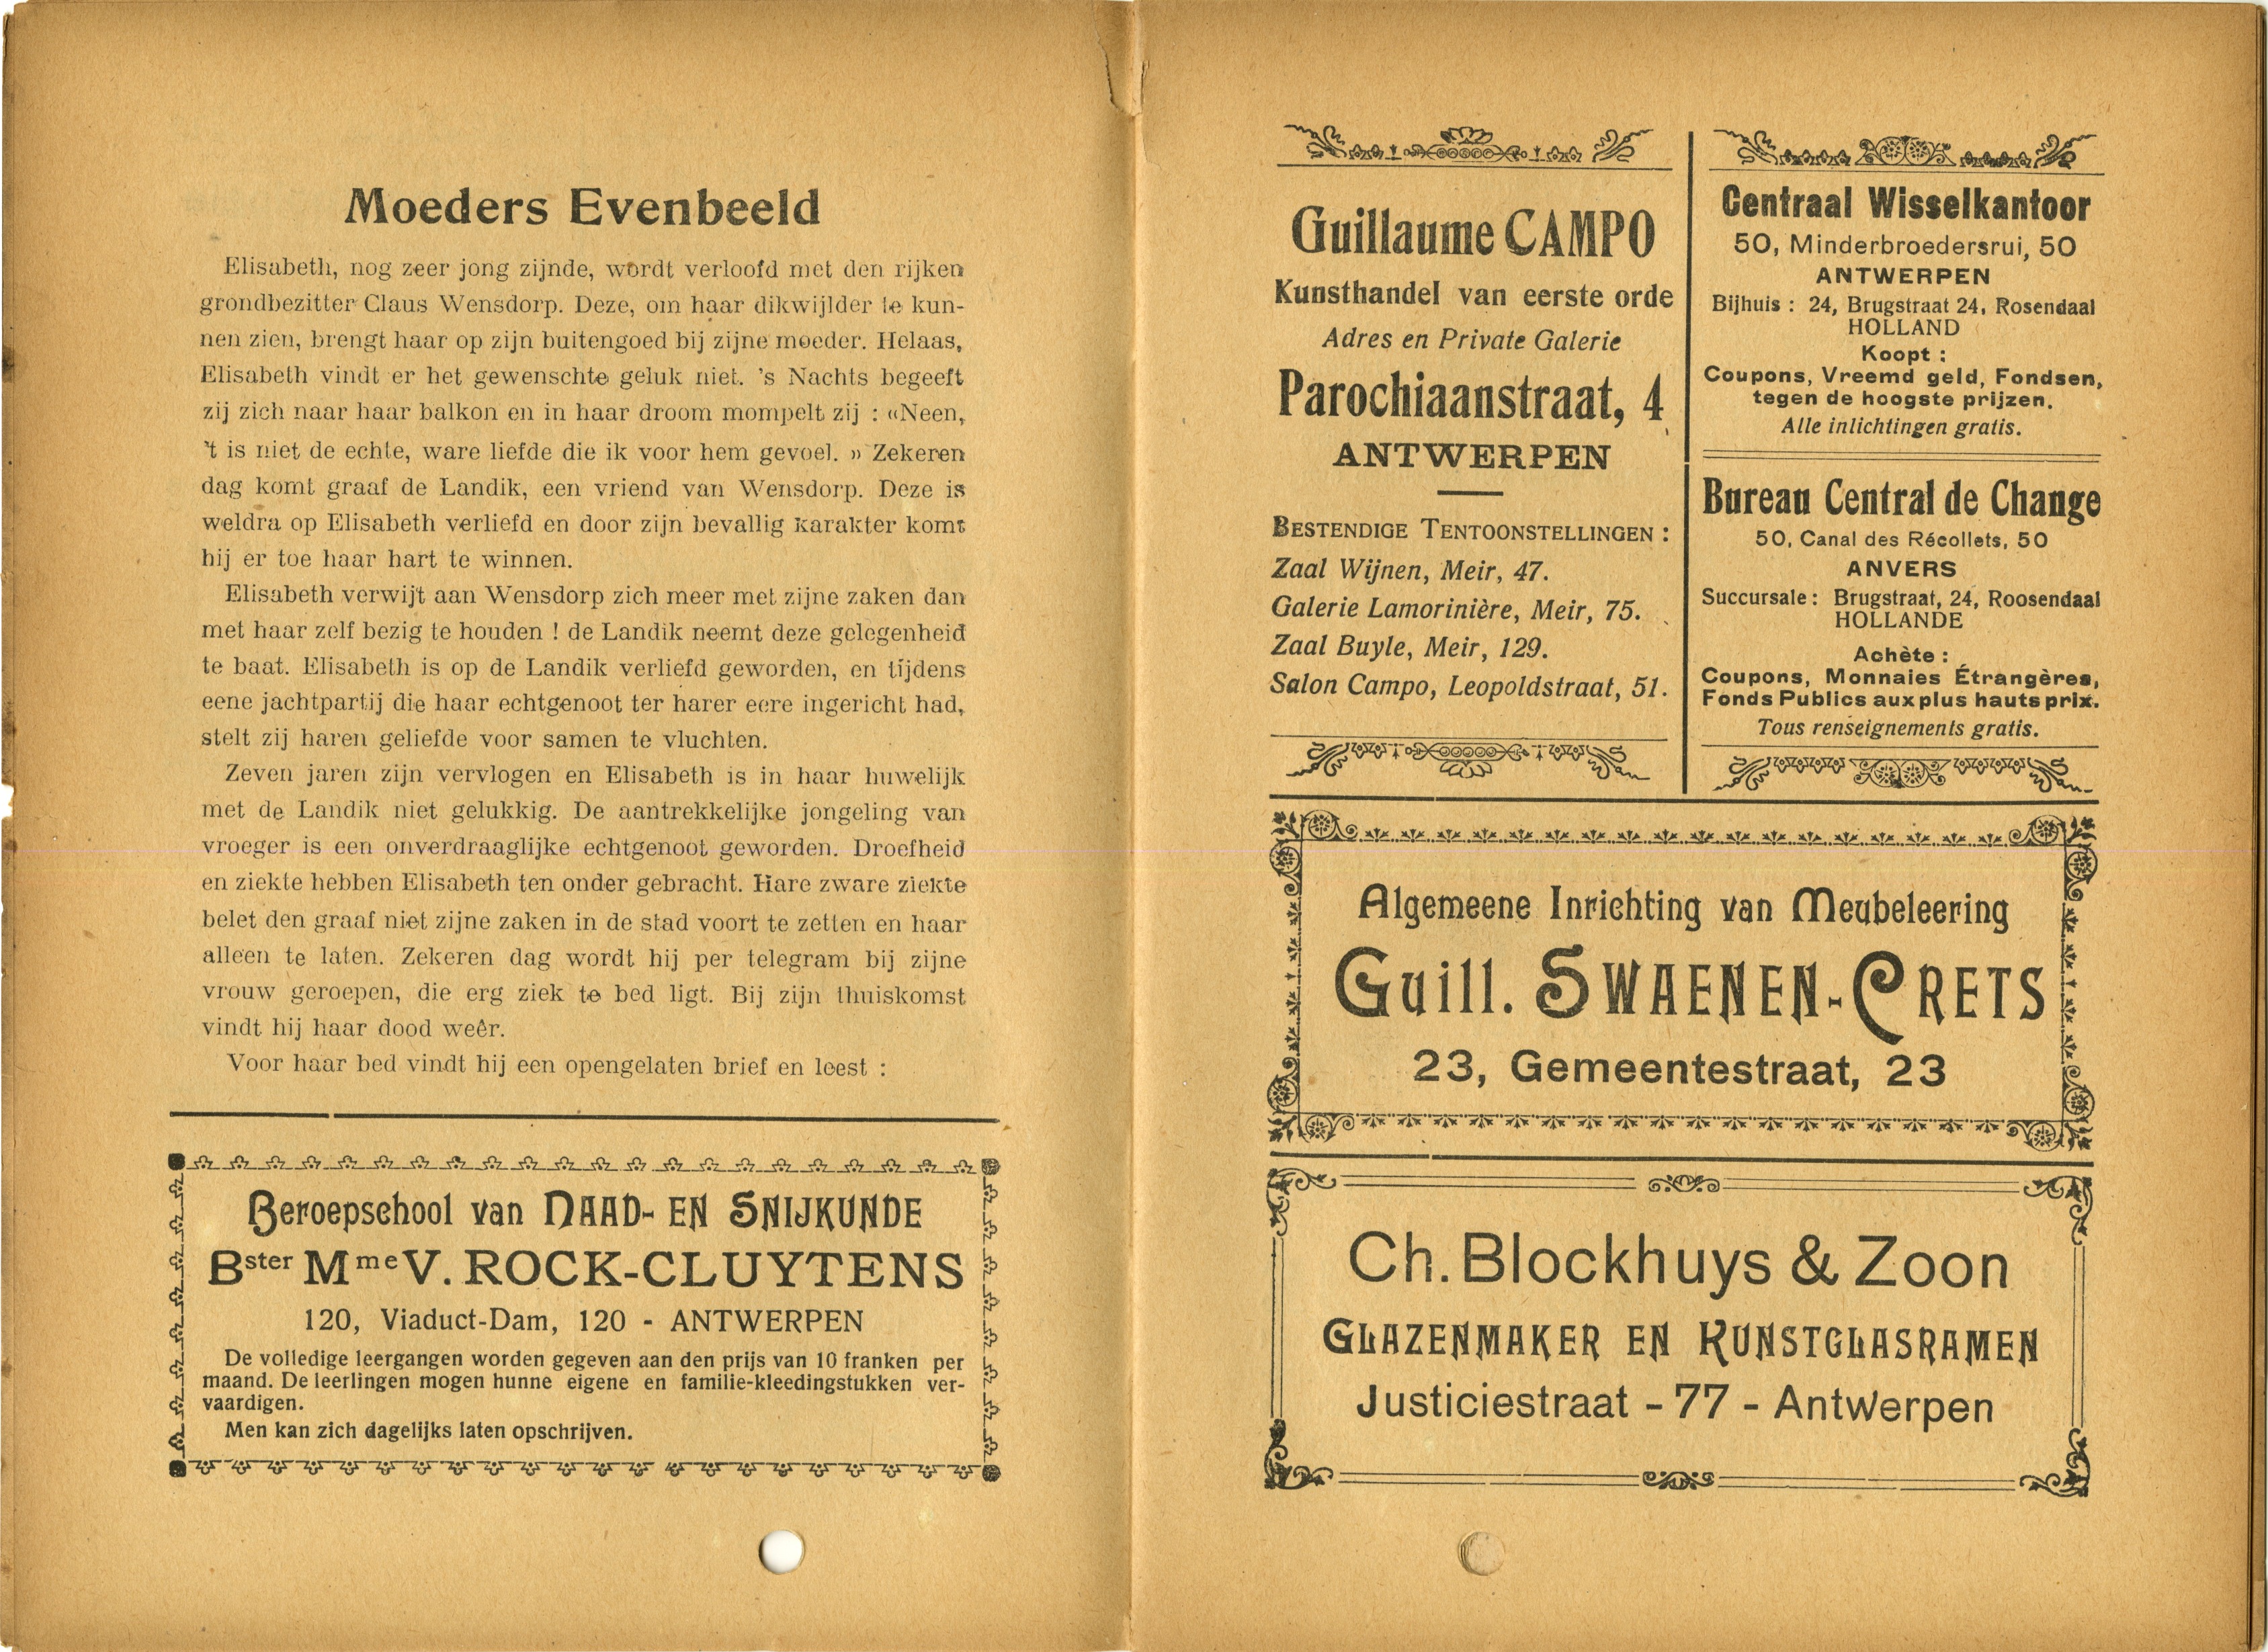 Moeders Evenbeeld
Elisabeth, nog zeer jong zijnde, wordt verloofd met den rijken
grondbezitter Claus Wensdorp. Deze, om haar dikwijlder te kun-
nen zien, brengt haar op zijn buitengoed bij zijne moeder. Helaas,
Elisabeth vindt er het gewenschte geluk niet. 's Nachts begeeft
zij zich naar haar balkon en in haar droom mompelt zij : «Neen,
't is niet de echte, ware liefde die ik voor hem gevoel. » Zekeren
dag komt graaf de Landik, een vriend van Wensdorp. Deze is
weldra op Elisabeth verliefd en door zijn bevallig karakter komt
hij er toe haar hart te winnen.
Elisabeth verwijt aan Wensdorp zich meer met zijne zaken dan
met haar zelf bezig te houden ! de Landik neemt deze gelegenheid
te baat. Elisabeth is op de Landik verliefd geworden, en tijdens
eene jachtpartij die haar echtgenoot ter harer eere ingericht had,
stelt zij haren geliefde voor samen te vluchten.
Zeven jaren zijn vervlogen en Elisabeth is in haar huwelijk
met de Landik niet gelukkig. De aantrekkelijke jongeling van
vroeger is een onverdraaglijke echtgenoot geworden. Droefheid
en ziekte hebben Elisabeth ten onder gebracht. Hare zware ziekte
belet den graaf niet zijne zaken in de stad voort te zetten en haar
alleen te laten. Zekeren dag wordt hij per telegram bij zijne
vrouw geroepen, die erg ziek te bed ligt. Bij zijn thuiskomst
vindt hij haar dood weêr.
Voor haar bed vindt hij een opengelaten brief en leest :
Beroepschool van NAAD- EN SNIJKUNDE
Bster Mme V. ROCK-CLUYTENS
120, Viaduct-Dam, 120 - ANTWERPEN
De volledige leergangen worden gegeven aan den prijs van 10 franken per
maand. De leerlingen mogen hunne eigene en familie-kleedingstukken ver-
vaardigen.
Men kan zich dagelijks laten opschrijven.
Guillaume CAMPO
Kunsthandel van eerste orde
Adres en Private Galerie
Parochiaanstraat, 4
ANTWERPEN
BESTENDIGE TENTOONSTELLINGEN :
Zaal Wijnen, Meir, 47.
Galerie Lamorinière, Meir, 75.
Zaal Buyle, Meir, 129.
Salon Campo, Leopoldstraat, 51.
Centraal Wisselkantoor
50, Minderbroedersrui, 50
ANTWERPEN
Bijhuis : 24, Brugstraat 24, Rosendaal
HOLLAND
Koopt :
Coupons, Vreemd geld, Fondsen,
tegen de hoogste prijzen.
Alle inlichtingen gratis.
Bureau Central de Change
50, Canal des Récollets, 50
ANVERS
Succursale : Brugstraat, 24, Roosendaal
HOLLANDE
Achète :
Coupons, Monnaies Étrangères,
Fonds Publics aux plus hauts prix.
Tous renseignements gratis.
Algemeene Inrichting van Meubeleering
Guill. SWAENEN-CRETS
23, Gemeentestraat, 23
Ch. Blockhuys & Zoon
GLAZENMAKER EN KUNSTGLASRAMEN
Justiciestraat - 77 - Antwerpen